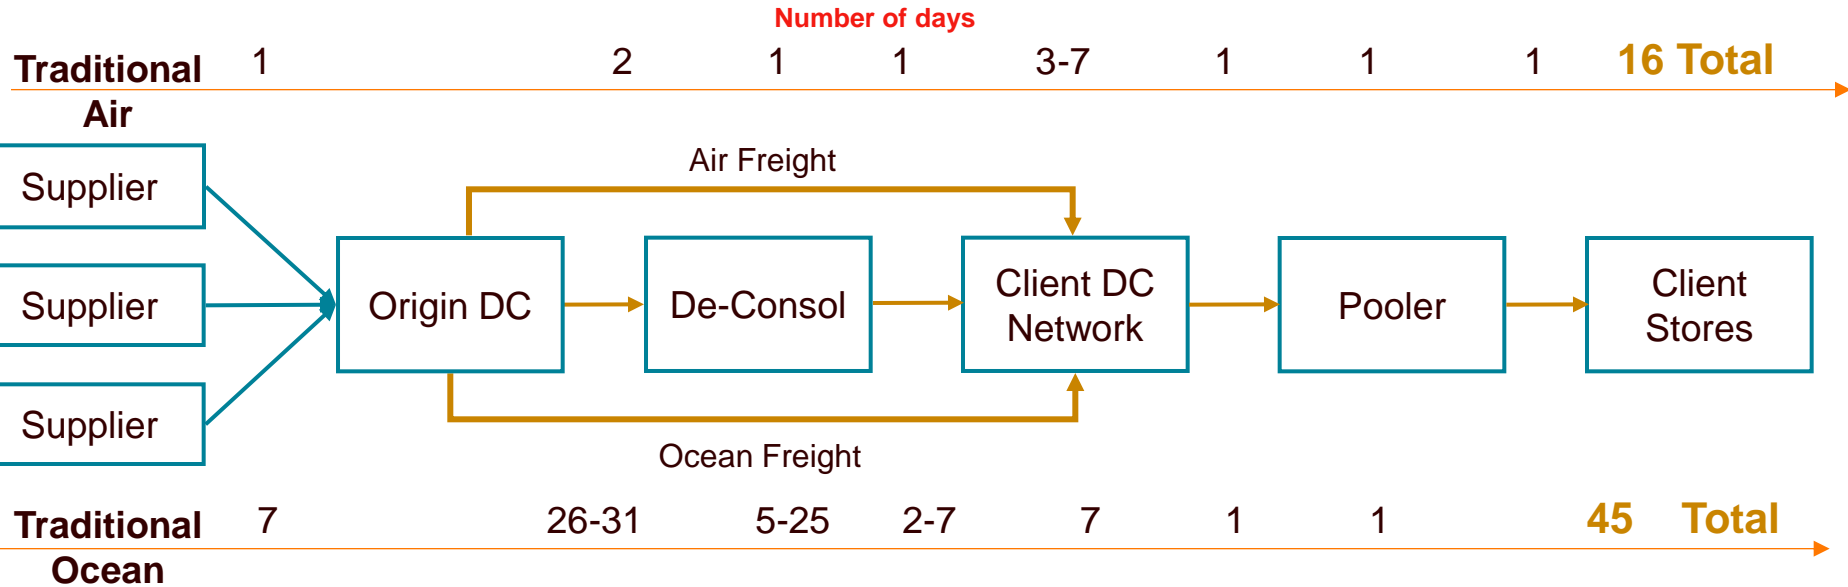 Number of days
Traditional Air
1 2 1 1 3-7 1 1 1 16 Total
Air Freight
Supplier
Supplier
Supplier
Origin DC
De-Consol
Client DC
Network
Pooler
Client
Stores
Ocean Freight
Traditional
Ocean
7 26-31 5-25 2-7 7 1 1 45 Total